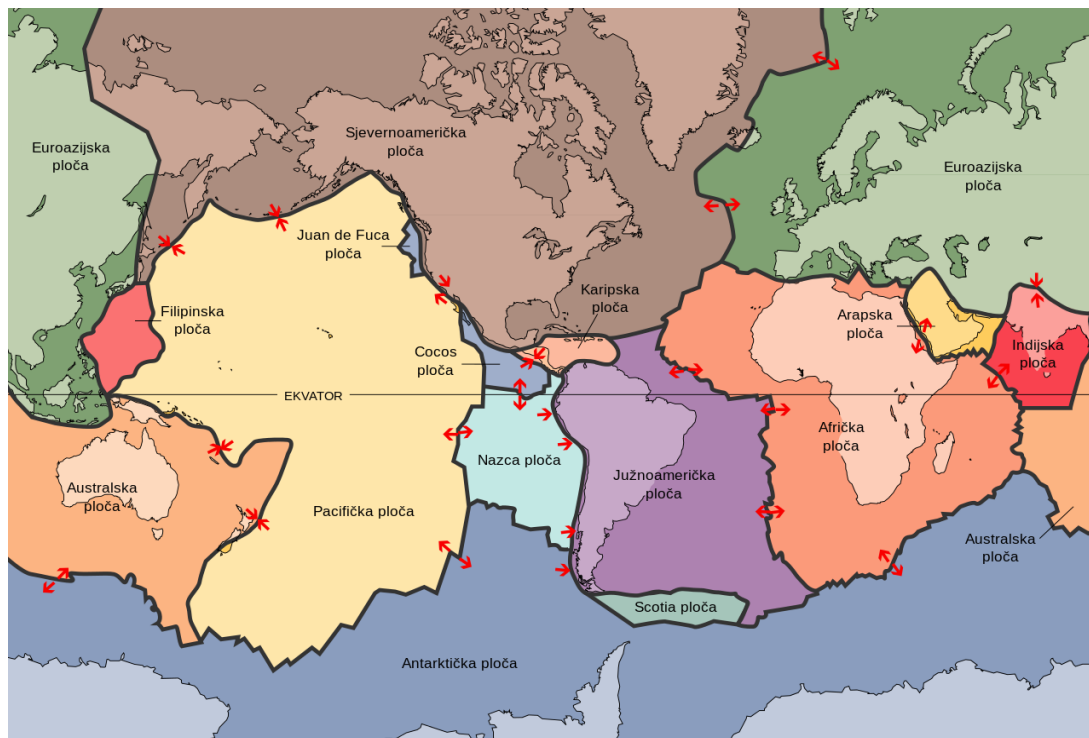 Sjevernoamerička
ploča
Euroazijska
ploča
Euroazijska
ploča
Juan de Fuca
ploča
Karipska
ploča
Filipinska
ploča
Arapska
ploča
Indijska
ploča
Cocos
ploča
EKVATOR
Afrička
ploča
Nazca ploča
Južnoamerička
ploča
Australska
ploča
Pacifička ploča
Australska
ploča
Scotia ploča
Antarktička ploča